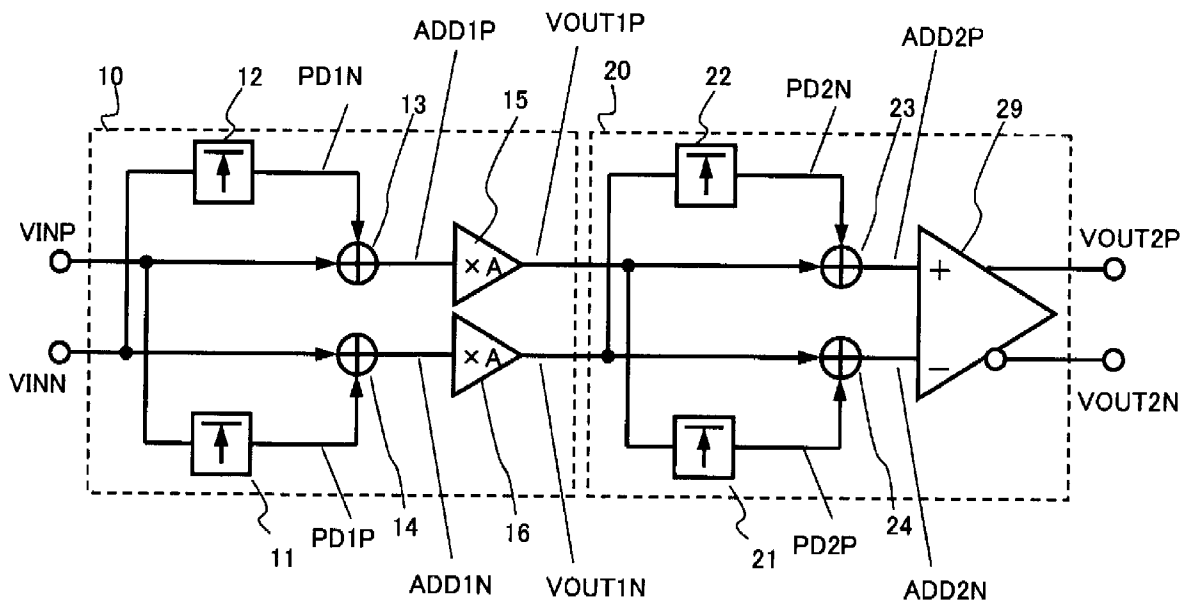 ADD1P
VOUT1P
ADD2P
10
12
PD1N
13
15
20
22
PD2N
23
29
VINP
× A
+
VOUT2P
VINN
× A
−
VOUT2N
11
PD1P
14
ADD1N
16
VOUT1N
21
PD2P
24
ADD2N